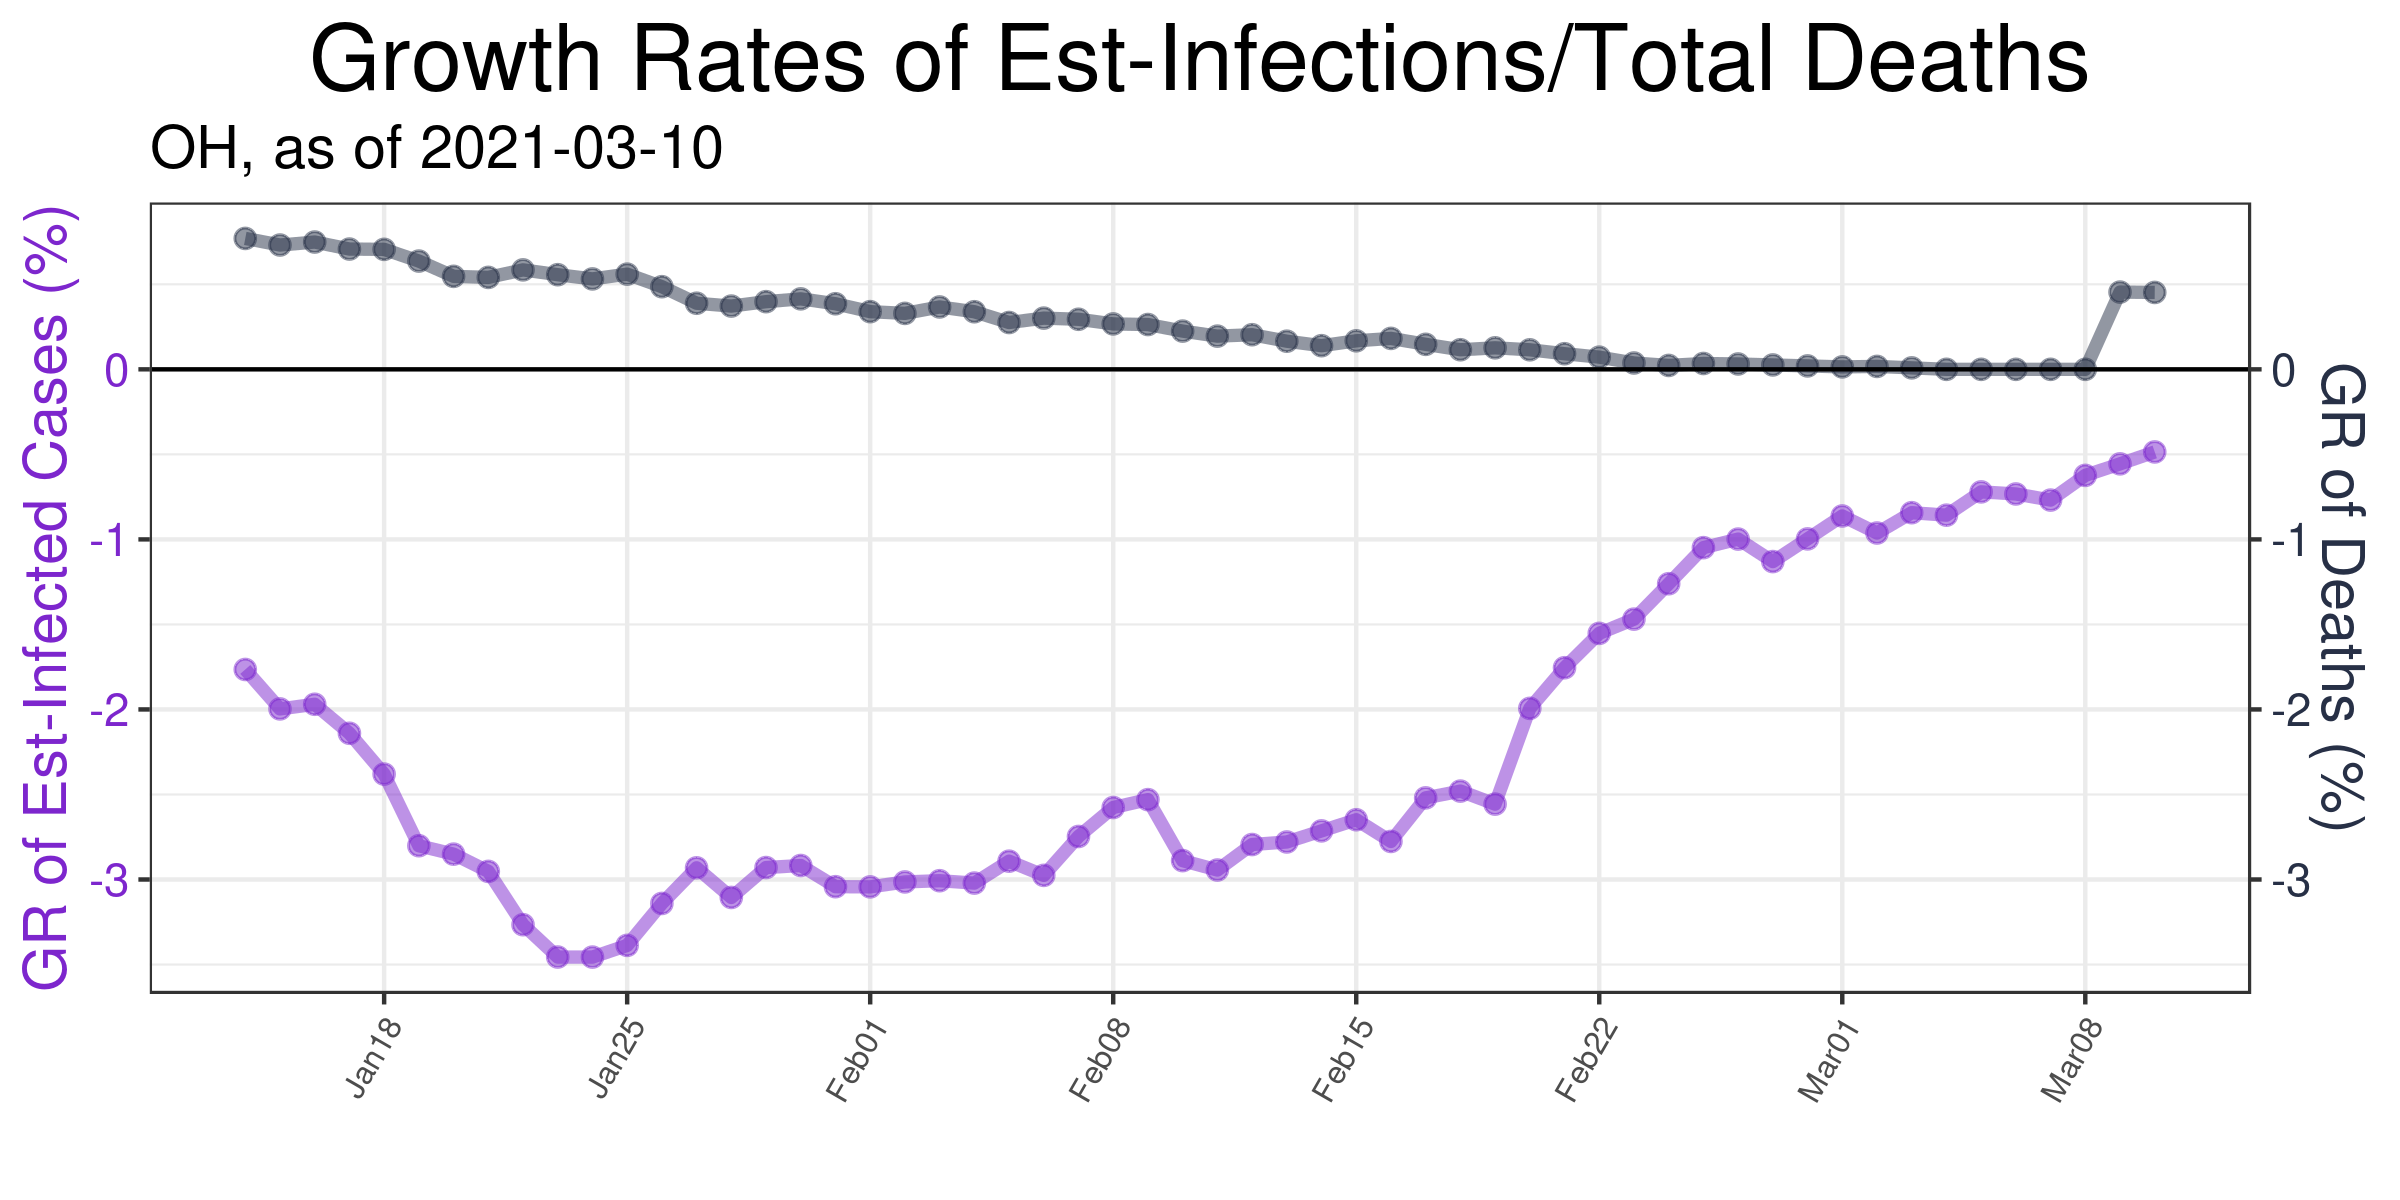 Growth Rates of Est-Infections/Total Deaths
OH, as of 2021-03-10
GR of Est-Infected Cases (%)
0
-1
-2
-3
0
-1
-2
-3
GR of Deaths (%)
Jan18
Jan25
Feb01
Feb08
Feb15
Feb22
Mar01
Mar08